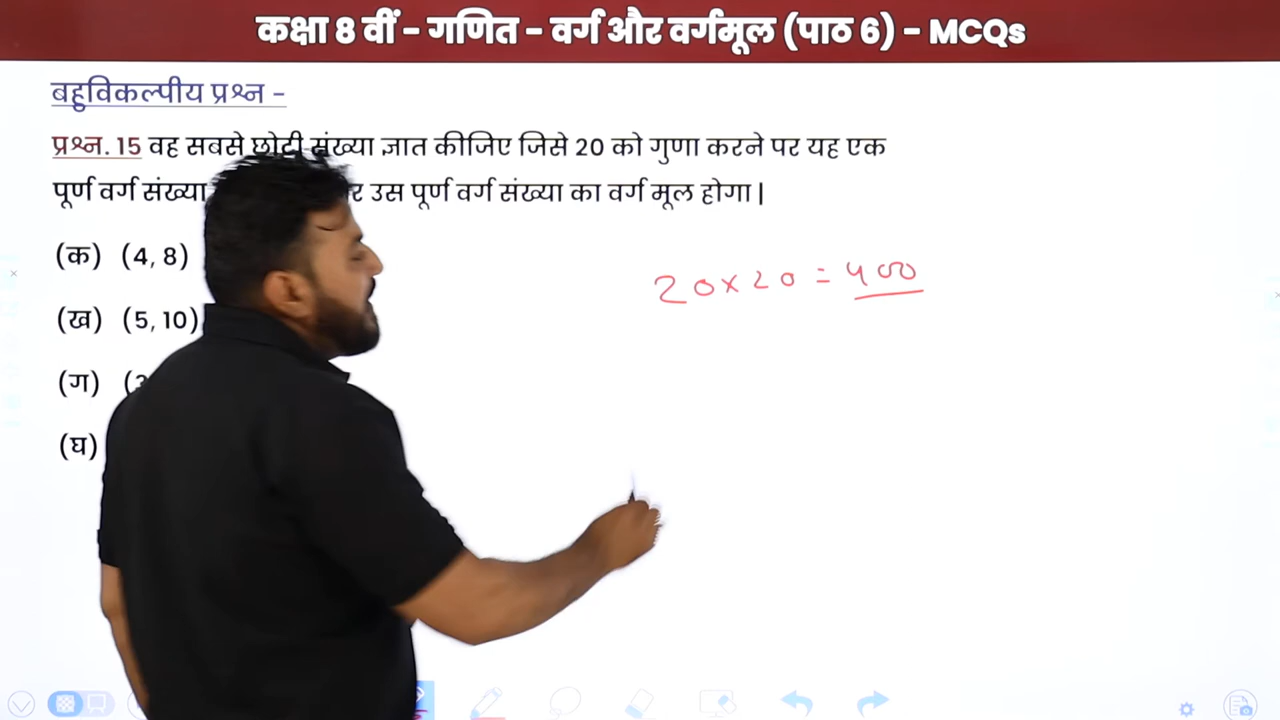 कक्षा 8 वीं - गणित - वर्ग और वर्गमूल (पाठ 6) - MCQs
बहुविकल्पीय प्रश्न -
प्रश्न. 15 वह सबसे छोटी संख्या ज्ञात कीजिए जिसे 20 को गुणा करने पर यह एक
पूर्ण वर्ग संख्या उस पूर्ण वर्ग संख्या का वर्ग मूल होगा |
(क) (4, 8)
20 x 20 = 400
(ख) (5, 10)
(ग)
(घ)